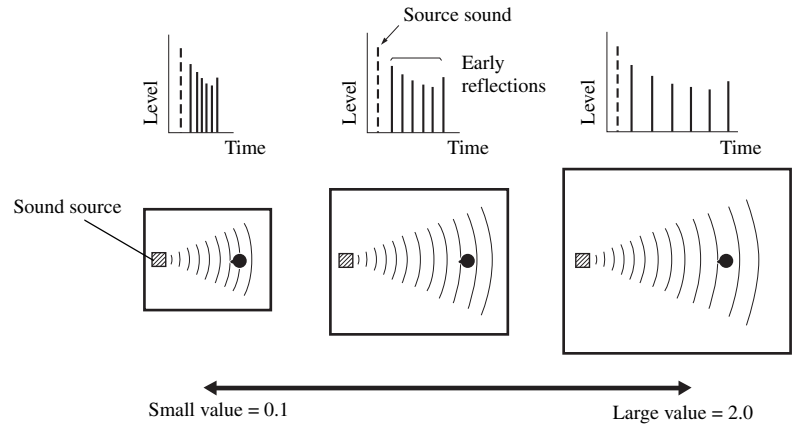 Source sound
Level
Time
Level
Early
reflections
Time
Level
Time
Sound source
Small value = 0.1
Large value = 2.0